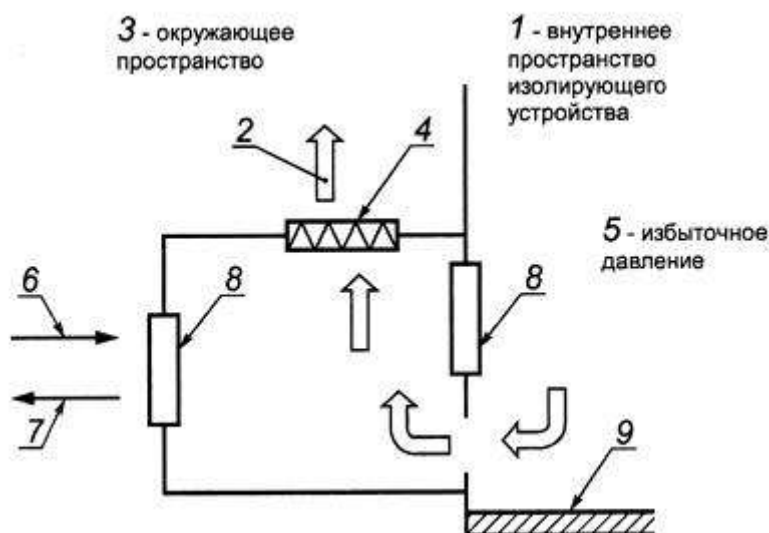 3 - окружающее
пространство
1 - внутреннее
пространство
изолирующего
устройства
2
4
5 - избыточное
давление
6
8
8
7
9